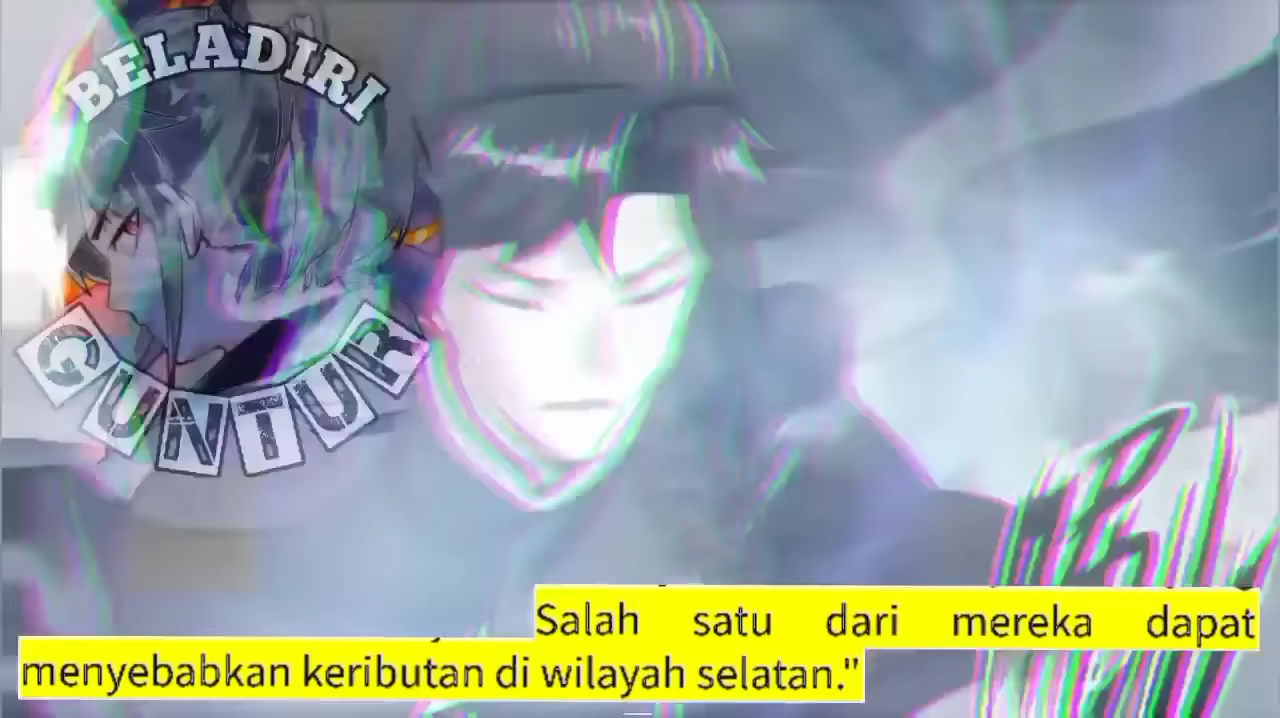 BELADIRI
GUNTUR
Salah satu dari mereka dapat
menyebabkan keributan di wilayah selatan."